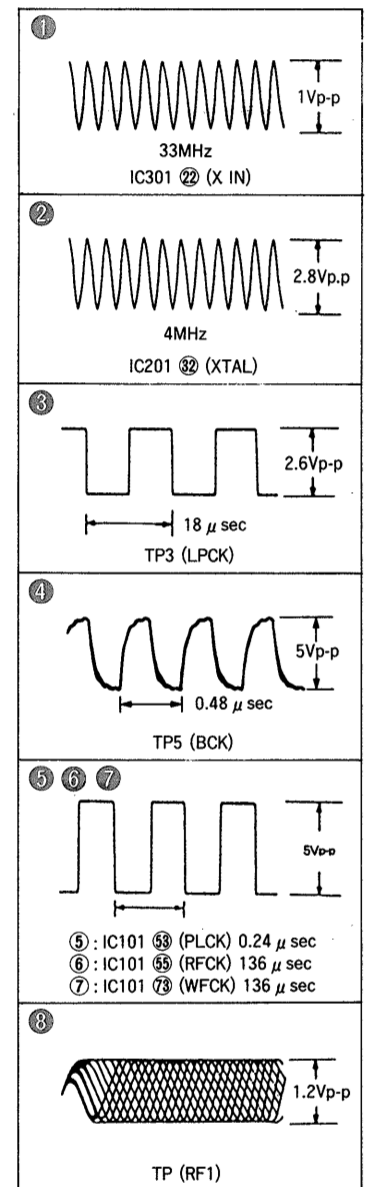 ①
1Vp-p
33MHz
IC301 ㉒ (X IN)
②
2.8Vp.p
4MHz
IC201 ㉜ (XTAL)
③
2.6Vp-p
18 μ sec
TP3 (LPCK)
④
5Vp-p
0.48 μ sec
TP5 (BCK)
⑤ ⑥ ⑦
5Vp-p
⑤ : IC101 53 (PLCK) 0.24 μ sec
⑥ : IC101 55 (RFCK) 136 μ sec
⑦ : IC101 73 (WFCK) 136 μ sec
⑧
1.2Vp-p
TP (RF1)